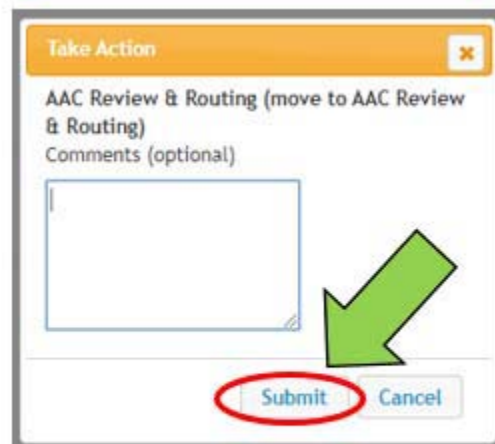 Take Action
AAC Review & Routing (move to AAC Review
& Routing)
Comments (optional)
Submit Cancel